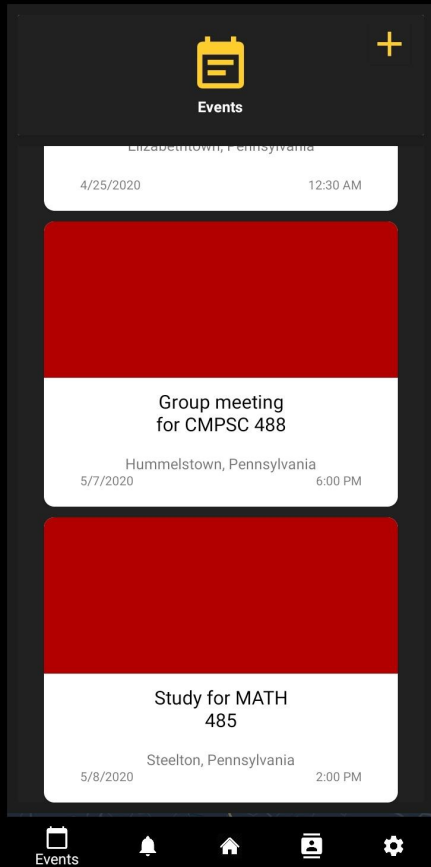 Events
Elizabethtown, Pennsylvania
4/25/2020 12:30 AM
Group meeting
for CMPSC 488
Hummelstown, Pennsylvania
5/7/2020 6:00 PM
Study for MATH
485
Steelton, Pennsylvania
5/8/2020 2:00 PM
Events